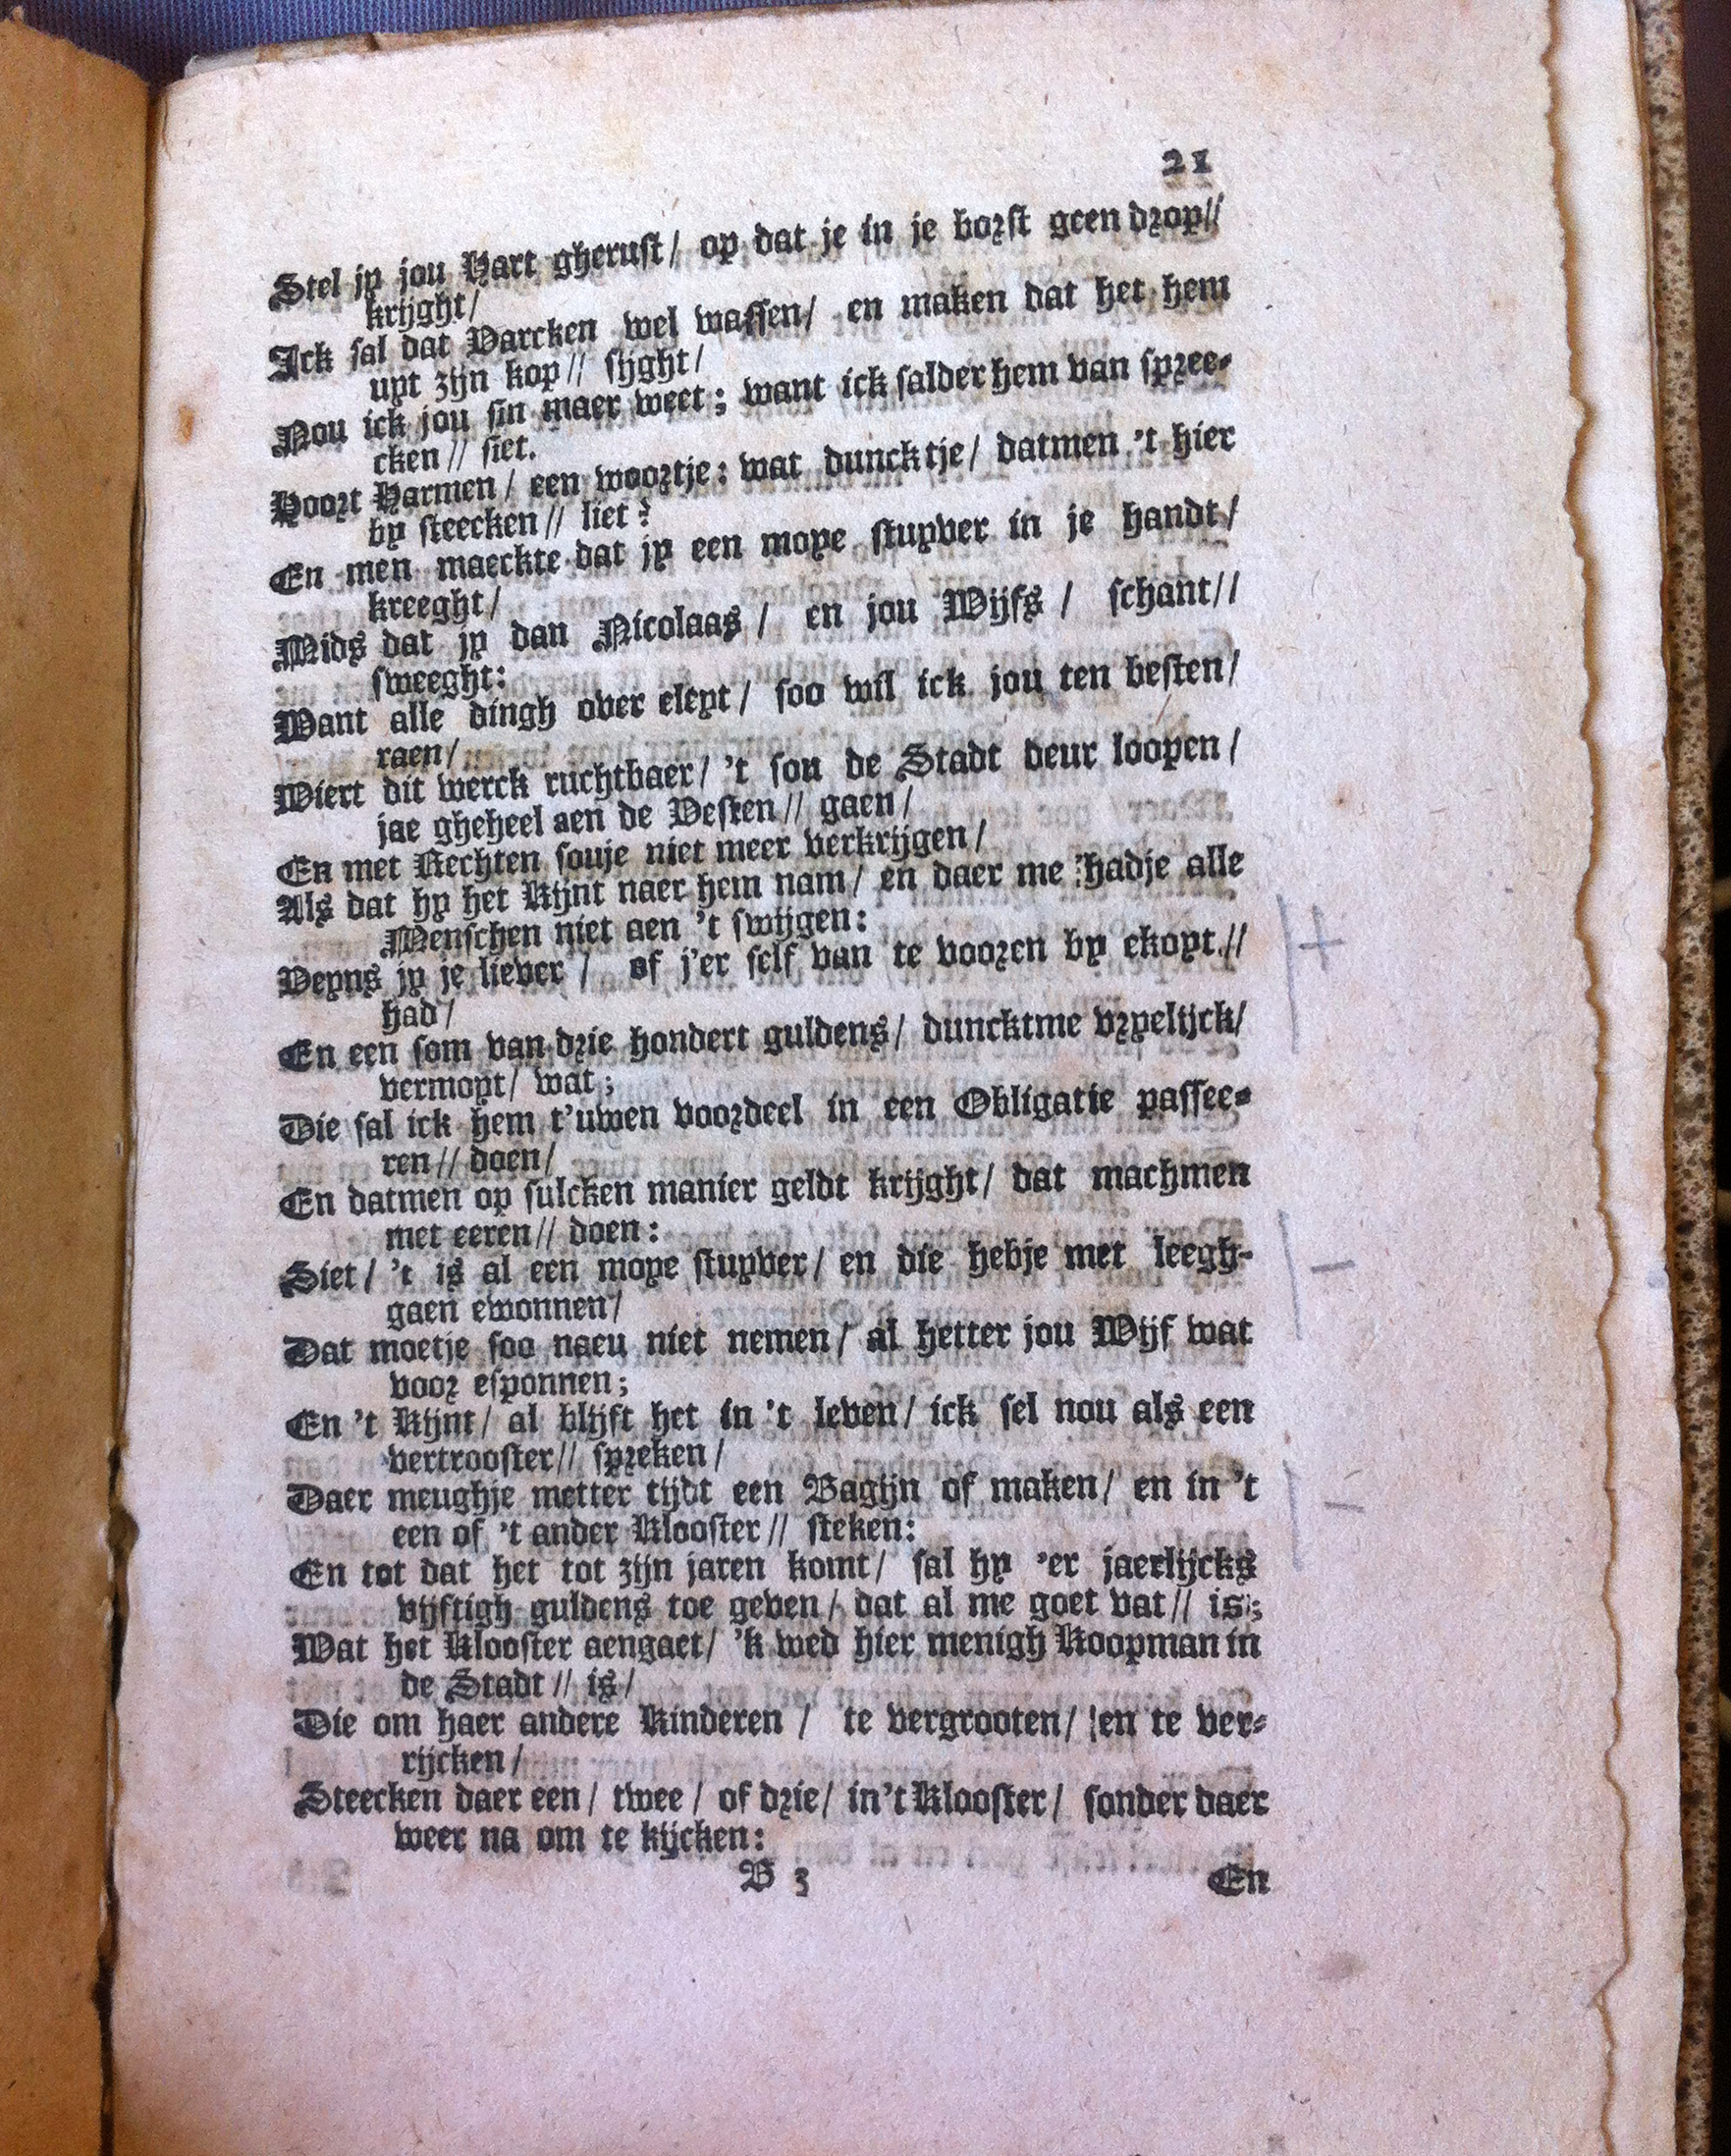 21
Stel jy jou Hart gherust/ op dat je in je borst geen drop//
krijght/
Ick sal dat Varcken wel wassen/ en maken dat het hem
uyt zijn kop// sijght/
Nou ick jou sin maer weet; want ick salder hem van spree-
cken// siet.
Hoort Harmen/ een woortje: wat duncktje/ datmen 't hier
by steecken// liet?
En men maeckte dat jy een moye stuyver in je handt/
kreeght/
Mids dat jy dan Nicolaas/ en jou Wijfs/ schant//
sweeght:
Want alle dingh over eleyt/ soo wil ick jou ten besten/
raen/
Wiert dit werck ruchtbaer/ 't sou de Stadt deur loopen/
jae gheheel aen de Vesten// gaen/
En met Rechten souje niet meer verkrijgen/
Als dat hy het Kijnt naer hem nam/ en daer me hadje alle
Menschen niet aen 't swijgen:
Veyns jy je liever/ of j'er self van te vooren by ekoyt//
had/
En een som van drie hondert guldens/ duncktme vryelijck/
vermoyt/ wat;
Die sal ick hem t'uwen voordeel in een Obligatie passee-
ren// doen/
En datmen op sulcken manier geldt krijght/ dat machmen
met eeren// doen:
Siet/ 't is al een moye stuyver/ en die hebje met leegh-
gaen ewonnen/
Dat moetje soo naeu niet nemen/ al hetter jou Wijf wat
voor esponnen;
En 't Kijnt/ al blijft het in 't leven/ ick sel nou als een
vertrooster// spreken/
Daer meughje metter tijdt een Bagijn of maken/ en in 't
een of 't ander Klooster// steken:
En tot dat het tot zijn jaren komt/ sal hy 'er jaerlijcks
vijftigh guldens toe geven/ dat al me goet vat// is;
Wat het Klooster aengaet/ 'k wed hier menigh Koopman in
de Stadt// is/
Die om haer andere Kinderen/ te vergrooten/ en te ver-
rijcken/
Steecken daer een/ twee/ of drie/ in't Klooster/ sonder daer
weer na om te kijcken:
B 3 En